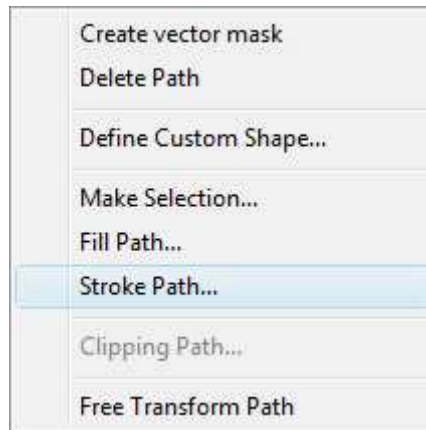 Create vector mask
Delete Path
Define Custom Shape...
Make Selection...
Fill Path...
Stroke Path...
Clipping Path...
Free Transform Path